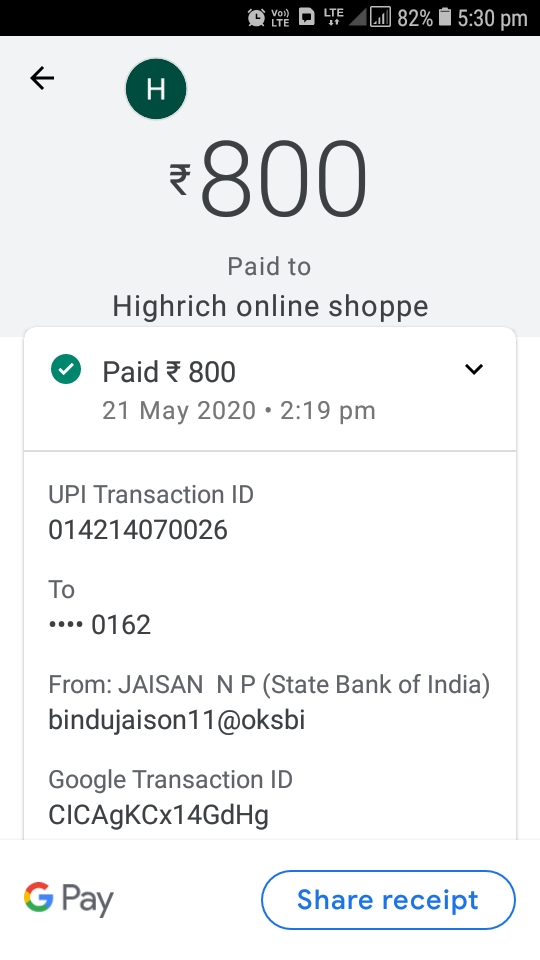 Vo) LTE LTE 82% 5:30 pm
H
₹800
Paid to
Highrich online shoppe
Paid ₹ 800
21 May 2020 • 2:19 pm
UPI Transaction ID
014214070026
To
•••• 0162
From: JAISAN  N P (State Bank of India)
bindujaison11@oksbi
Google Transaction ID
CICAgKCx14GdHg
G Pay
Share receipt